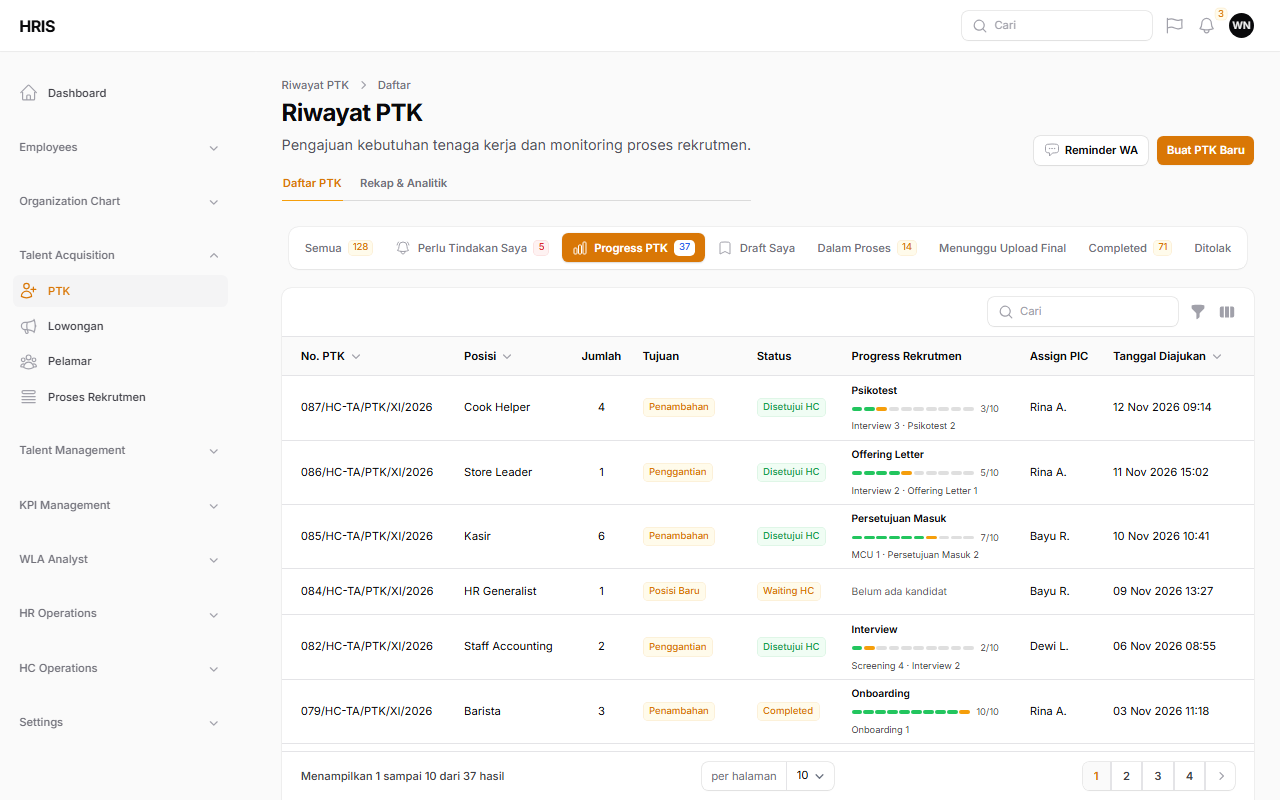 HRIS
Cari
3
WN
Dashboard
Employees
Organization Chart
Talent Acquisition
PTK
Lowongan
Pelamar
Proses Rekrutmen
Talent Management
KPI Management
WLA Analyst
HR Operations
HC Operations
Settings
Riwayat PTK > Daftar
Riwayat PTK
Pengajuan kebutuhan tenaga kerja dan monitoring proses rekrutmen.
Reminder WA
Buat PTK Baru
Daftar PTK Rekap & Analitik
Semua 128 Perlu Tindakan Saya 5 Progress PTK 37 Draft Saya Dalam Proses 14 Menunggu Upload Final Completed 71 Ditolak
Cari
No. PTK Posisi Jumlah Tujuan Status Progress Rekrutmen Assign PIC Tanggal Diajukan
Psikotest
087/HC-TA/PTK/XI/2026 Cook Helper 4 Penambahan Disetujui HC 3/10 Rina A. 12 Nov 2026 09:14
Interview 3 · Psikotest 2
Offering Letter
086/HC-TA/PTK/XI/2026 Store Leader 1 Penggantian Disetujui HC 5/10 Rina A. 11 Nov 2026 15:02
Interview 2 · Offering Letter 1
Persetujuan Masuk
085/HC-TA/PTK/XI/2026 Kasir 6 Penambahan Disetujui HC 7/10 Bayu R. 10 Nov 2026 10:41
MCU 1 · Persetujuan Masuk 2
084/HC-TA/PTK/XI/2026 HR Generalist 1 Posisi Baru Waiting HC Belum ada kandidat Bayu R. 09 Nov 2026 13:27
Interview
082/HC-TA/PTK/XI/2026 Staff Accounting 2 Penggantian Disetujui HC 2/10 Dewi L. 06 Nov 2026 08:55
Screening 4 · Interview 2
Onboarding
079/HC-TA/PTK/XI/2026 Barista 3 Penambahan Completed 10/10 Rina A. 03 Nov 2026 11:18
Onboarding 1
Menampilkan 1 sampai 10 dari 37 hasil per halaman 10 1 2 3 4